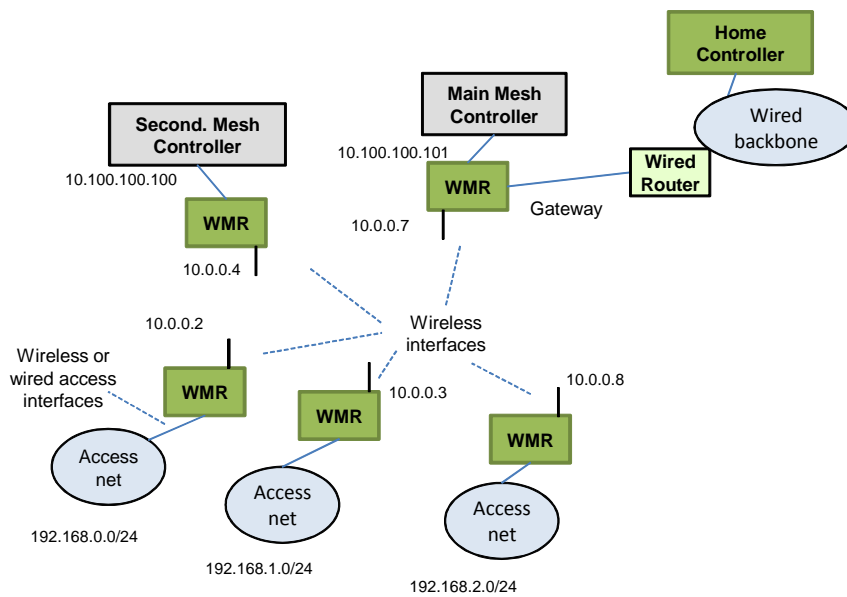 Home
Controller
Wired
backbone
Main Mesh
Controller
Second. Mesh
Controller
10.100.100.101
10.100.100.100
WMR
Wired
Router
Gateway
WMR
10.0.0.7
10.0.0.4
10.0.0.2
Wireless
interfaces
Wireless or
wired access
interfaces
WMR
10.0.0.3
10.0.0.8
WMR
WMR
Access
net
Access
net
Access
net
192.168.0.0/24
192.168.1.0/24
192.168.2.0/24